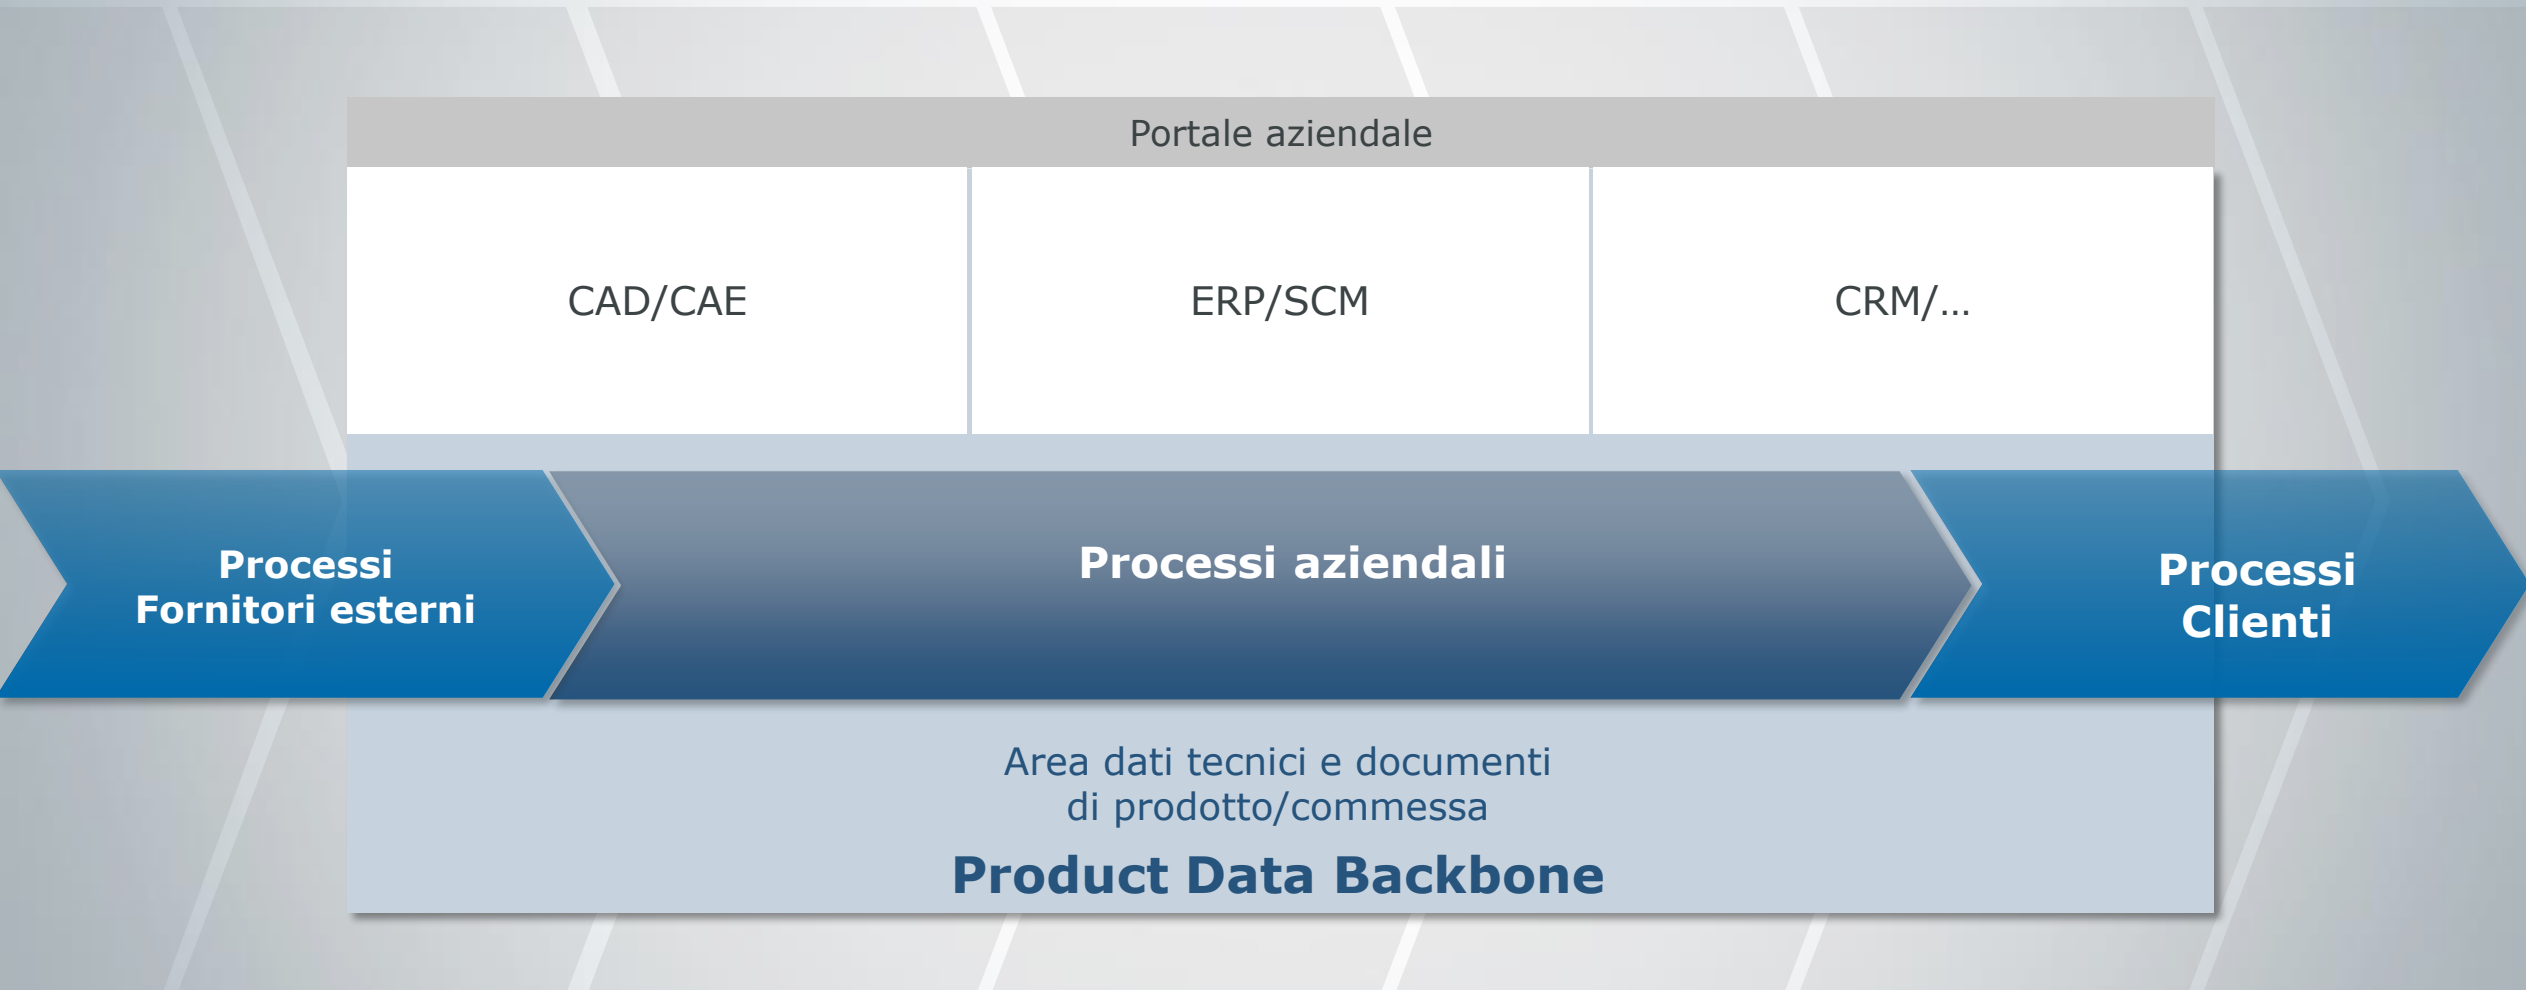 Portale aziendale
CAD/CAE
ERP/SCM
CRM/...
Processi
Fornitori esterni
Processi aziendali
Processi
Clienti
Area dati tecnici e documenti
di prodotto/commessa
Product Data Backbone